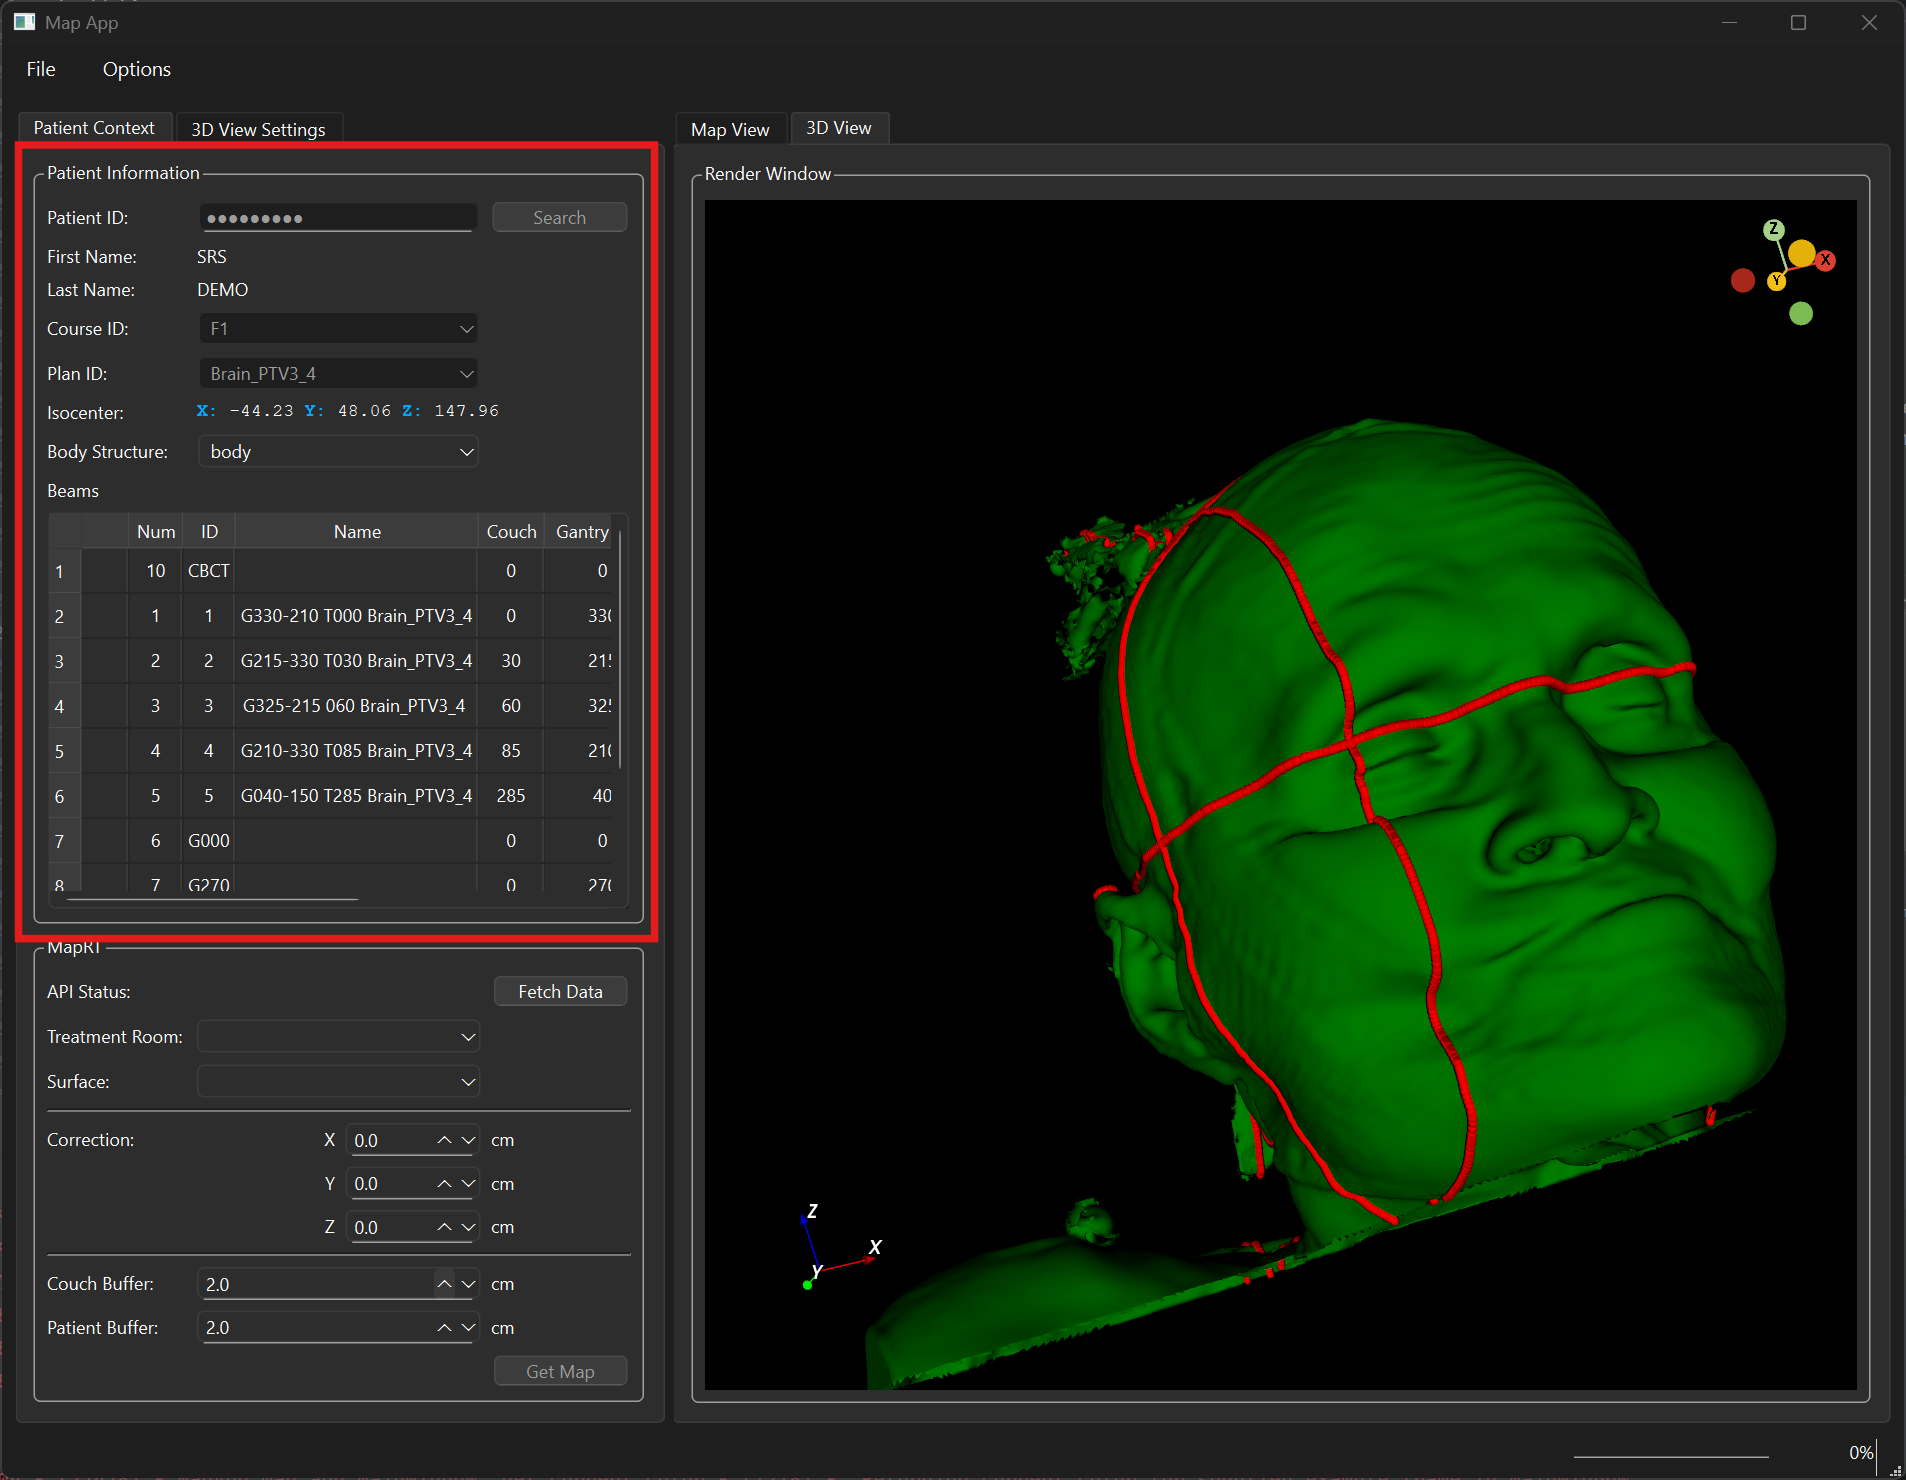 Map App
File Options
Patient Context 3D View Settings
Patient Information
Patient ID: ●●●●●●●●● Search
First Name: SRS
Last Name: DEMO
Course ID: F1
Plan ID: Brain_PTV3_4
Isocenter: X: -44.23 Y: 48.06 Z: 147.96
Body Structure: body
Beams
Num ID Name Couch Gantry
1 10 CBCT 0 0
2 1 1 G330-210 T000 Brain_PTV3_4 0 330
3 2 2 G215-330 T030 Brain_PTV3_4 30 215
4 3 3 G325-215 060 Brain_PTV3_4 60 325
5 4 4 G210-330 T085 Brain_PTV3_4 85 210
6 5 5 G040-150 T285 Brain_PTV3_4 285 40
7 6 G000 0 0
8 7 G270 0 270
MapRT
API Status: Fetch Data
Treatment Room:
Surface:
Correction: X 0.0 cm
Y 0.0 cm
Z 0.0 cm
Couch Buffer: 2.0 cm
Patient Buffer: 2.0 cm
Get Map
Map View 3D View
Render Window
Z
X
Y
Z
X
Y
0%